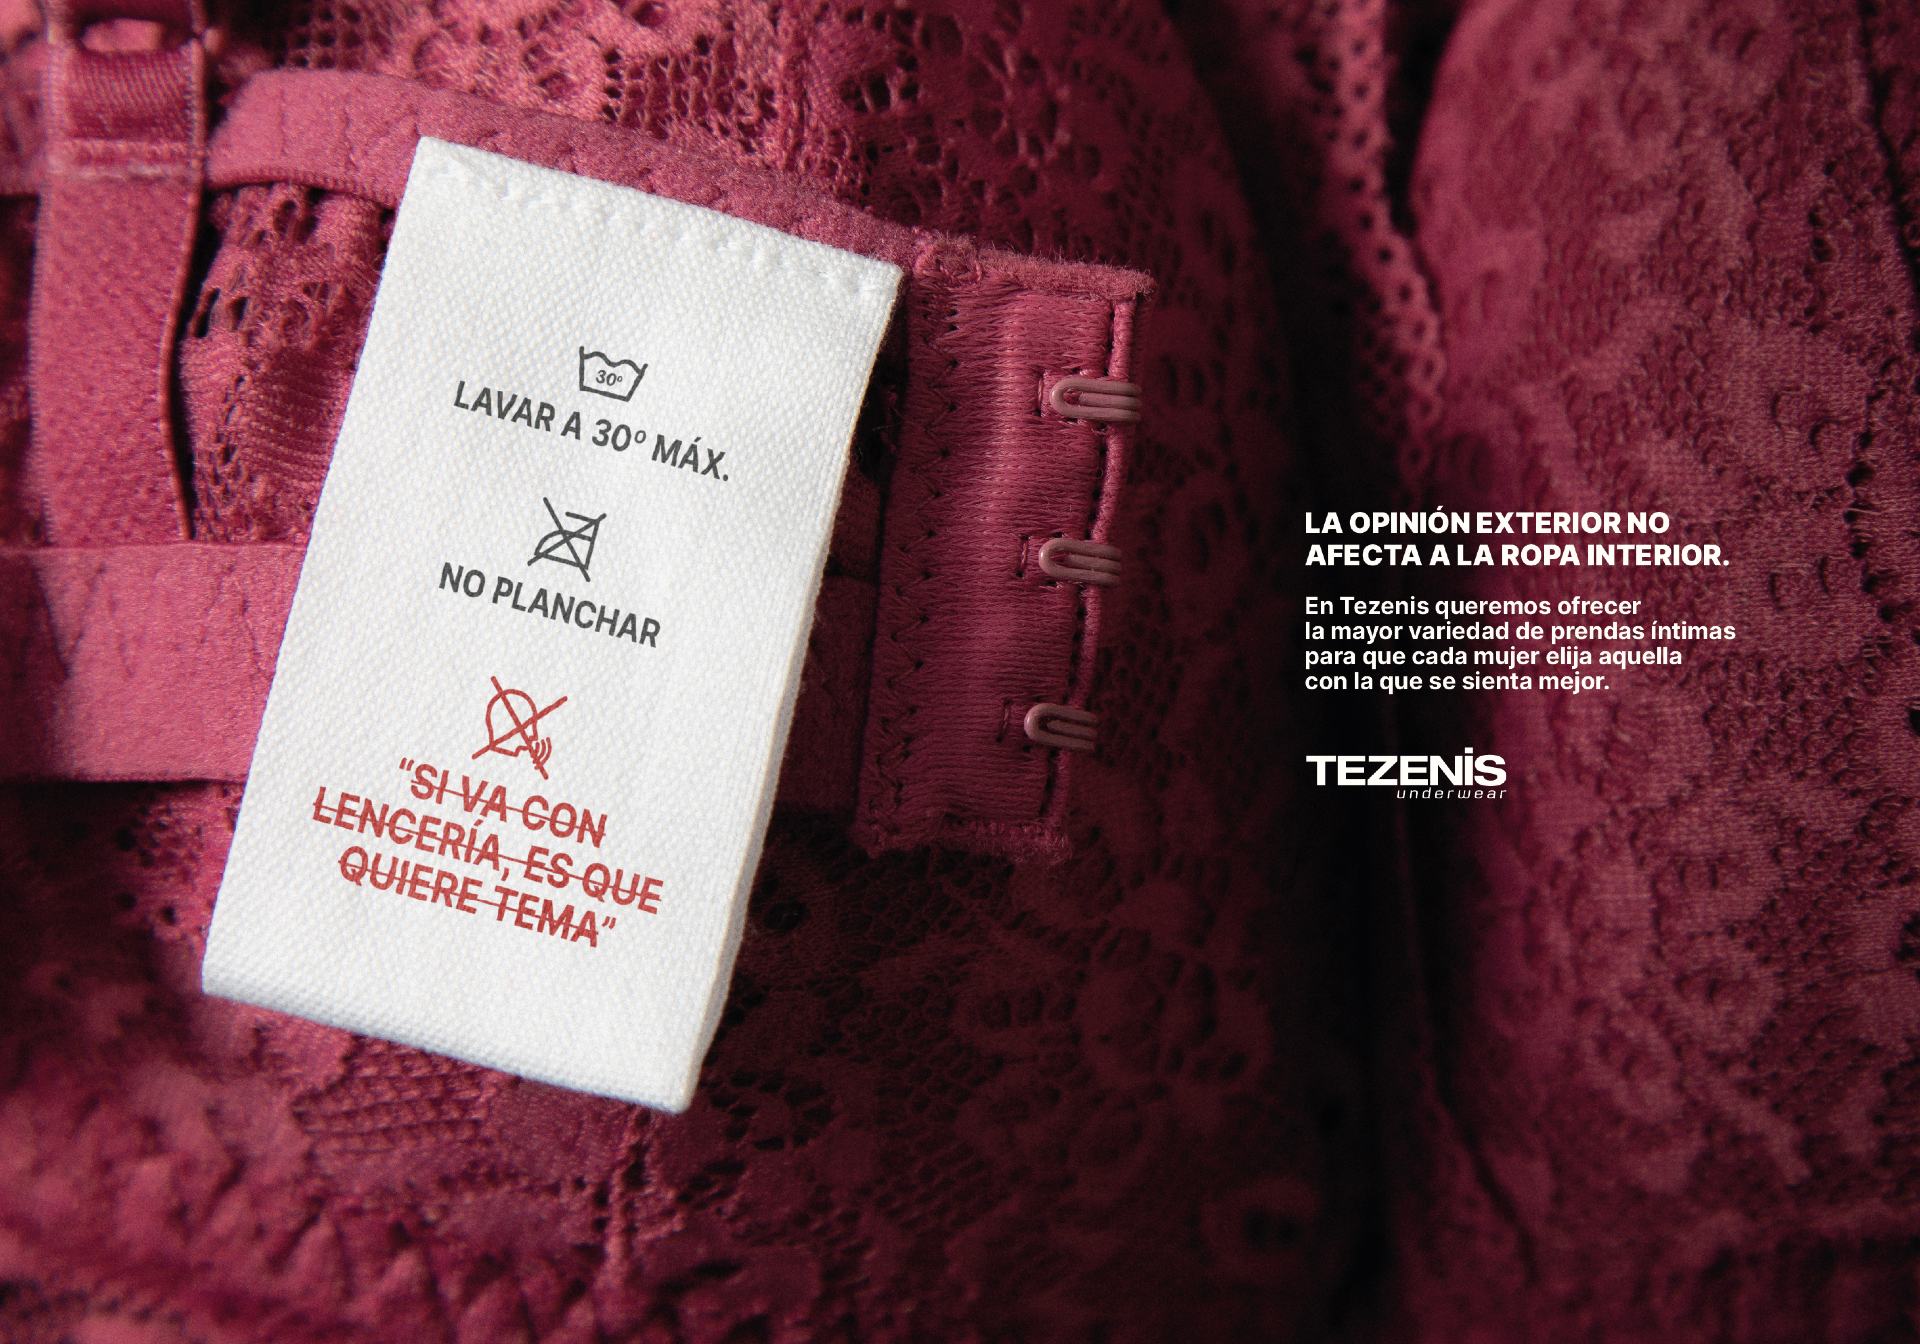 30º
LAVAR A 30º MÁX.
NO PLANCHAR
“SI VA CON
LENCERÍA, ES QUE
QUIERE TEMA”
LA OPINIÓN EXTERIOR NO
AFECTA A LA ROPA INTERIOR.
En Tezenis queremos ofrecer
la mayor variedad de prendas íntimas
para que cada mujer elija aquella
con la que se sienta mejor.
TEZENIS
underwear